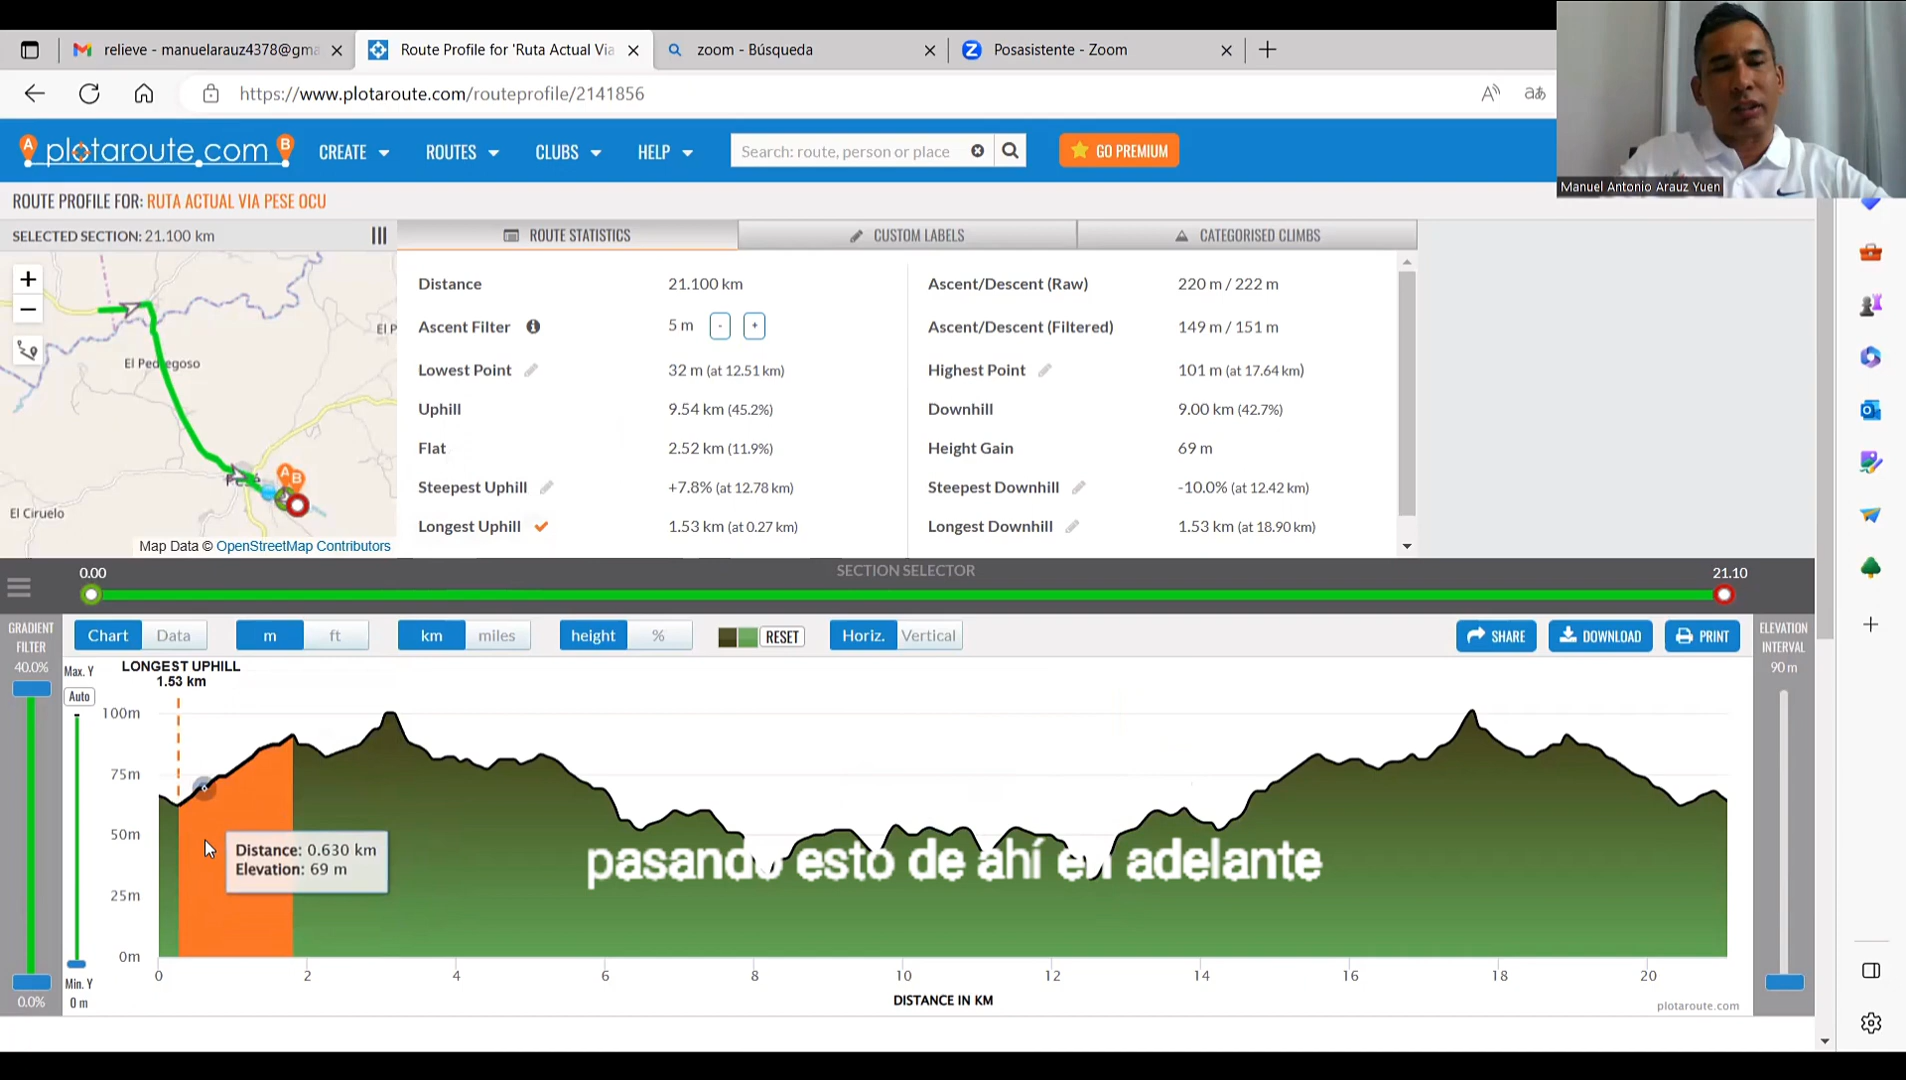 relieve - manuelarauz4378@gma
Route Profile for 'Ruta Actual Via
zoom - Búsqueda
Posasistente - Zoom
https://www.plotaroute.com/routeprofile/2141856
plotaroute.com
CREATE
ROUTES
CLUBS
HELP
Search: route, person or place
GO PREMIUM
Manuel Antonio Arauz Yuen
ROUTE PROFILE FOR: RUTA ACTUAL VIA PESE OCU
SELECTED SECTION: 21.100 km
ROUTE STATISTICS
CUSTOM LABELS
CATEGORISED CLIMBS
+
−
El P
El Pedregoso
A B
El Ciruelo
Map Data © OpenStreetMap Contributors
Distance 21.100 km
Ascent/Descent (Raw) 220 m / 222 m
Ascent Filter 5 m - +
Ascent/Descent (Filtered) 149 m / 151 m
Lowest Point 32 m (at 12.51 km)
Highest Point 101 m (at 17.64 km)
Uphill 9.54 km (45.2%)
Downhill 9.00 km (42.7%)
Flat 2.52 km (11.9%)
Height Gain 69 m
Steepest Uphill +7.8% (at 12.78 km)
Steepest Downhill -10.0% (at 12.42 km)
Longest Uphill 1.53 km (at 0.27 km)
Longest Downhill 1.53 km (at 18.90 km)
SECTION SELECTOR
0.00
21.10
GRADIENT
FILTER
40.0%
0.0%
Chart Data
m ft
km miles
height %
RESET
Horiz. Vertical
SHARE
DOWNLOAD
PRINT
ELEVATION
INTERVAL
90 m
Max. Y
Auto
Min. Y
0 m
LONGEST UPHILL
1.53 km
100m
75m
50m
25m
0m
Distance: 0.630 km
Elevation: 69 m
pasando esto de ahí en adelante
0 2 4 6 8 10 12 14 16 18 20
DISTANCE IN KM
plotaroute.com